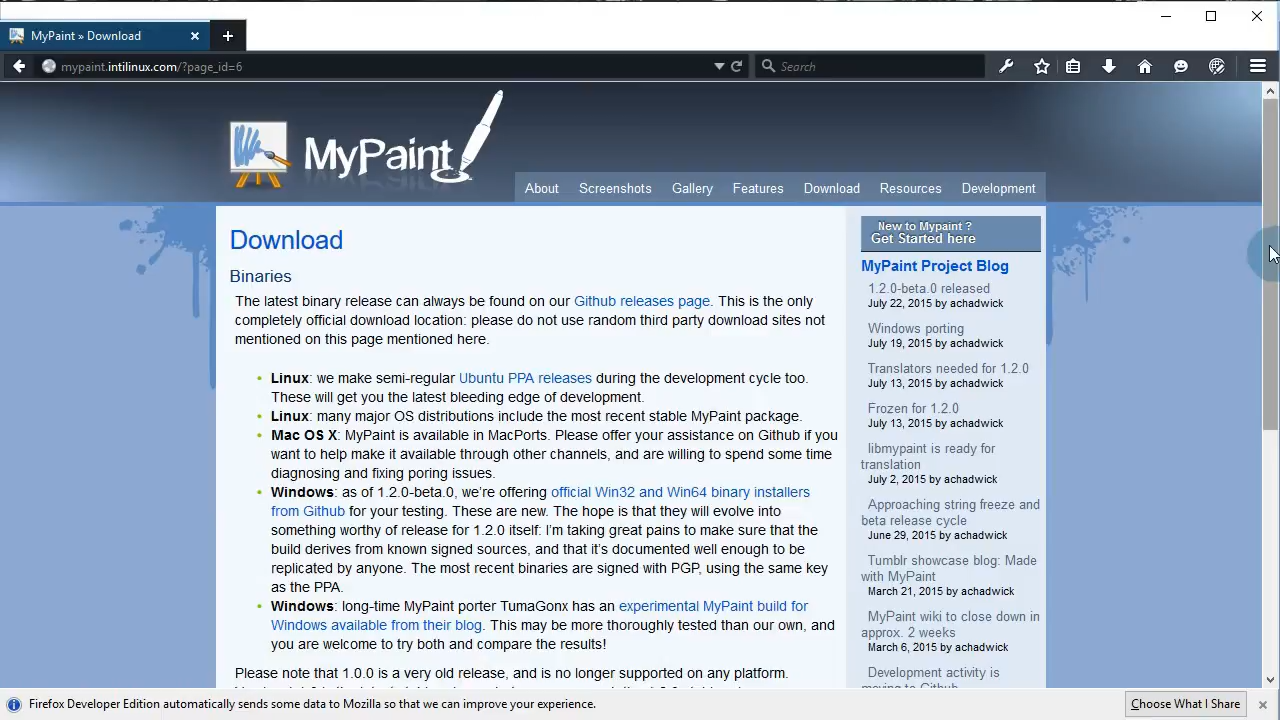 MyPaint » Download
mypaint.intilinux.com/?page_id=6
Search
MyPaint
About Screenshots Gallery Features Download Resources Development
Download
Binaries
The latest binary release can always be found on our Github releases page. This is the only
completely official download location: please do not use random third party download sites not
mentioned on this page mentioned here.
Linux: we make semi-regular Ubuntu PPA releases during the development cycle too.
These will get you the latest bleeding edge of development.
Linux: many major OS distributions include the most recent stable MyPaint package.
Mac OS X: MyPaint is available in MacPorts. Please offer your assistance on Github if you
want to help make it available through other channels, and are willing to spend some time
diagnosing and fixing poring issues.
Windows: as of 1.2.0-beta.0, we're offering official Win32 and Win64 binary installers
from Github for your testing. These are new. The hope is that they will evolve into
something worthy of release for 1.2.0 itself: I'm taking great pains to make sure that the
build derives from known signed sources, and that it's documented well enough to be
replicated by anyone. The most recent binaries are signed with PGP, using the same key
as the PPA.
Windows: long-time MyPaint porter TumaGonx has an experimental MyPaint build for
Windows available from their blog. This may be more thoroughly tested than our own, and
you are welcome to try both and compare the results!
Please note that 1.0.0 is a very old release, and is no longer supported on any platform.
New to Mypaint ?
Get Started here
MyPaint Project Blog
1.2.0-beta.0 released
July 22, 2015 by achadwick
Windows porting
July 19, 2015 by achadwick
Translators needed for 1.2.0
July 13, 2015 by achadwick
Frozen for 1.2.0
July 13, 2015 by achadwick
libmypaint is ready for
translation
July 2, 2015 by achadwick
Approaching string freeze and
beta release cycle
June 29, 2015 by achadwick
Tumblr showcase blog: Made
with MyPaint
March 21, 2015 by achadwick
MyPaint wiki to close down in
approx. 2 weeks
March 6, 2015 by achadwick
Development activity is
moving to Github
Firefox Developer Edition automatically sends some data to Mozilla so that we can improve your experience.
Choose What I Share